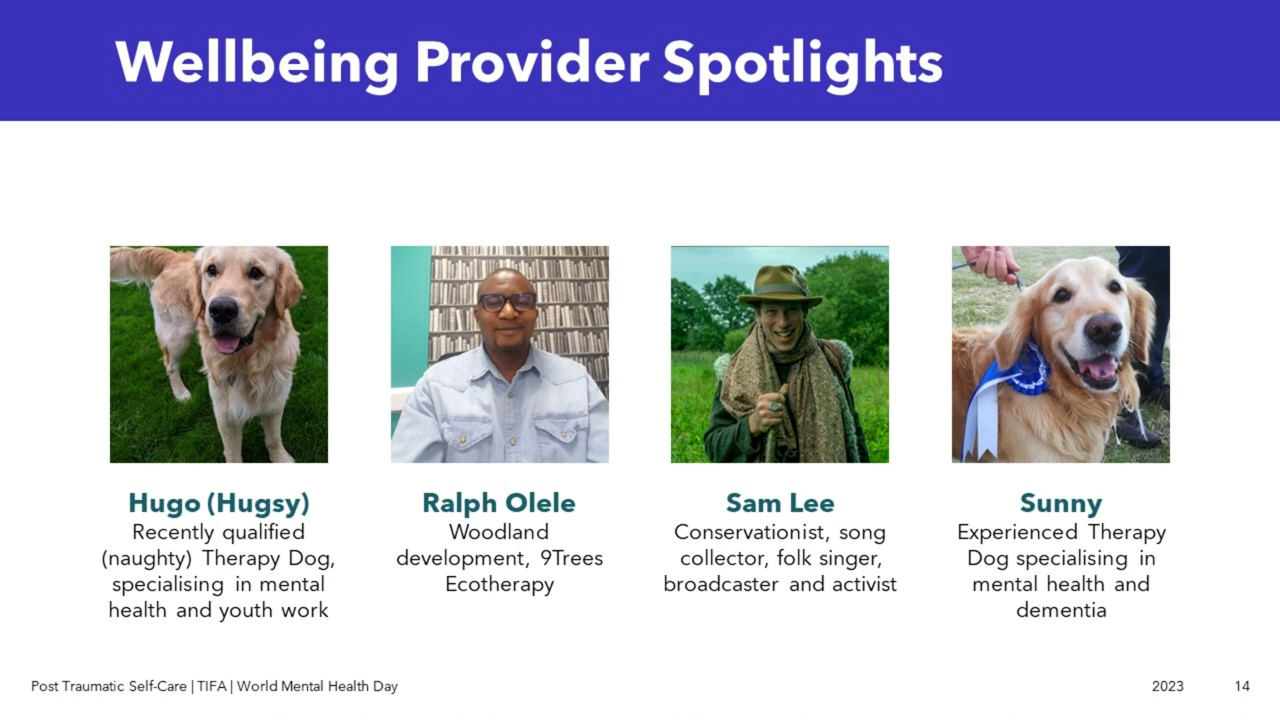 Wellbeing Provider Spotlights
Hugo (Hugsy)
Recently qualified
(naughty) Therapy Dog,
specialising in mental
health and youth work
Ralph Olele
Woodland
development, 9Trees
Ecotherapy
Sam Lee
Conservationist, song
collector, folk singer,
broadcaster and activist
Sunny
Experienced Therapy
Dog specialising in
mental health and
dementia
Post Traumatic Self-Care | TIFA | World Mental Health Day
2023
14